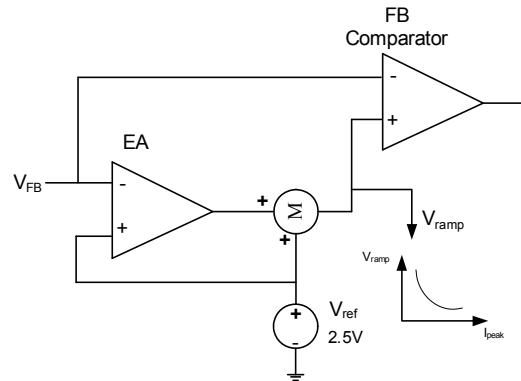 FB
Comparator
-
+
EA
V_FB
-
+
+
M
+
V_ramp
V_ramp
I_peak
+
-
V_ref
2.5V